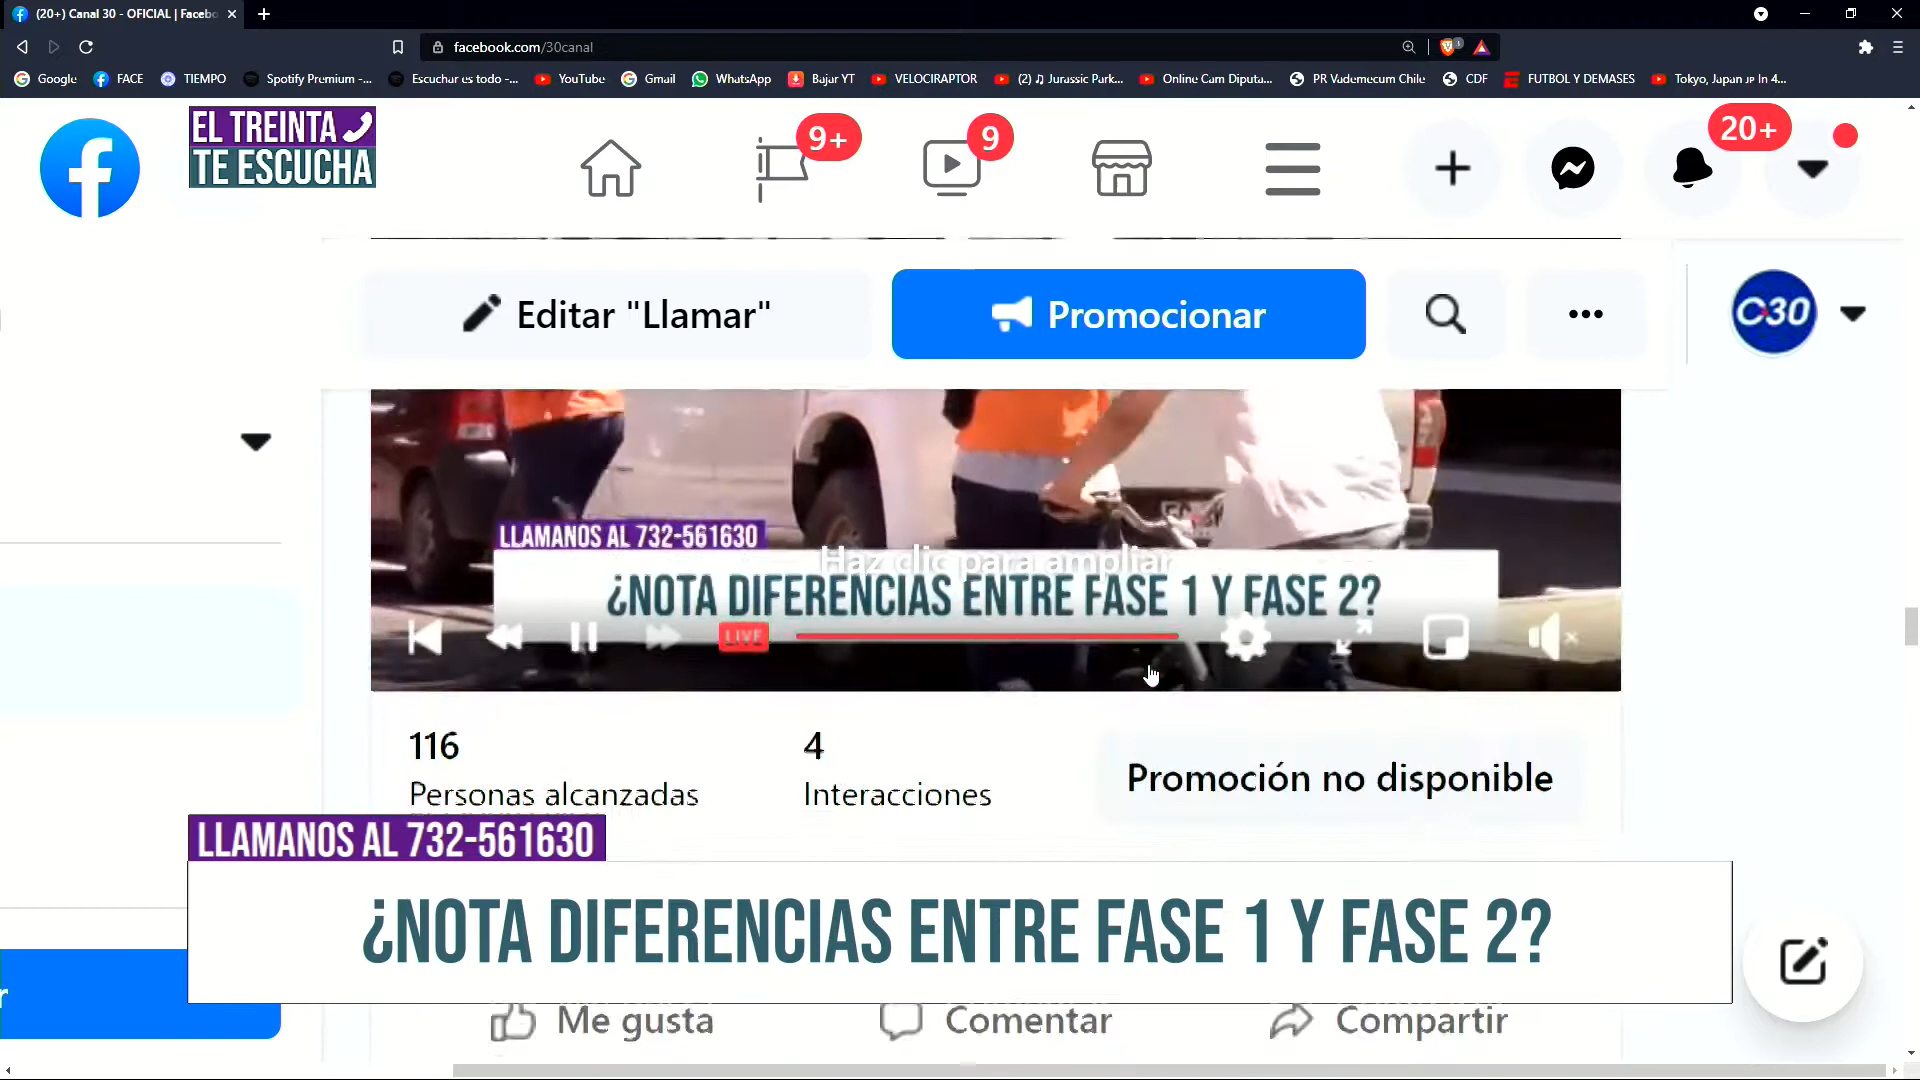 (20+) Canal 30 - OFICIAL | Facebo
facebook.com/30canal
Google
FACE
TIEMPO
Spotify Premium -...
Escuchar es todo -...
YouTube
Gmail
WhatsApp
Bajar YT
VELOCIRAPTOR
(2) ♫ Jurassic Park...
Online Cam Diputa...
PR Vademecum Chile
CDF
FUTBOL Y DEMASES
Tokyo, Japan JP In 4...
EL TREINTA
TE ESCUCHA
9+
9
20+
Editar "Llamar"
Promocionar
C30
LLAMANOS AL 732-561630
Haz clic para ampliar
¿NOTA DIFERENCIAS ENTRE FASE 1 Y FASE 2?
LIVE
116
Personas alcanzadas
4
Interacciones
Promoción no disponible
LLAMANOS AL 732-561630
¿NOTA DIFERENCIAS ENTRE FASE 1 Y FASE 2?
r
Me gusta
Comentar
Compartir